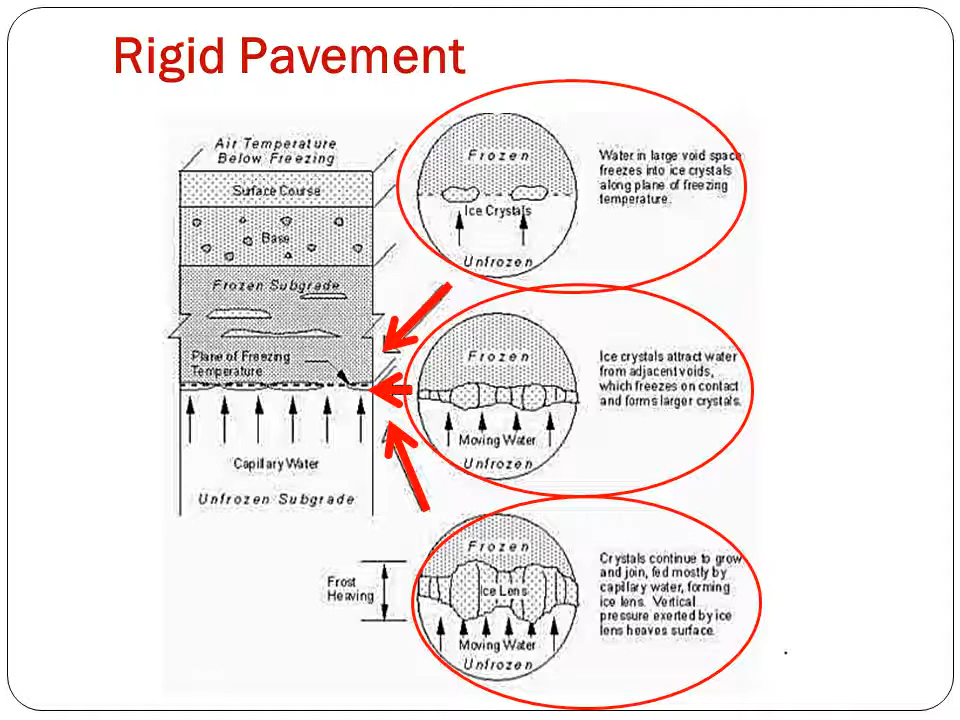 Rigid Pavement
Air Temperature
Below Freezing
Surface Course
Base
Frozen Subgrade
Plane of Freezing
Temperature
Capillary Water
Unfrozen Subgrade
Frozen
Ice Crystals
Unfrozen
Water in large void space
freezes into ice crystals
along plane of freezing
temperature.
Frozen
Moving Water
Unfrozen
Ice crystals attract water
from adjacent voids,
which freezes on contact
and forms larger crystals.
Frost
Heaving
Frozen
Ice Lens
Moving Water
Unfrozen
Crystals continue to grow
and join, fed mostly by
capillary water, forming
ice lens. Vertical
pressure exerted by ice
lens heaves surface.